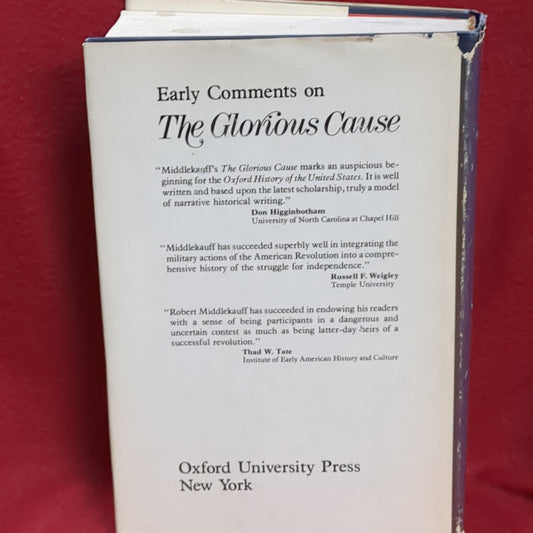 Early Comments on
The Glorious Cause
"Middlekauff's The Glorious Cause marks an auspicious be-
ginning for the Oxford History of the United States. It is well
written and based upon the latest scholarship, truly a model
of narrative historical writing."
Don Higginbotham
University of North Carolina at Chapel Hill
"Middlekauff has succeeded superbly well in integrating the
military actions of the American Revolution into a compre-
hensive history of the struggle for independence."
Russell F. Weigley
Temple University
"Robert Middlekauff has succeeded in endowing his readers
with a sense of being participants in a dangerous and
uncertain contest as much as being latter-day heirs of a
successful revolution."
Thad W. Tate
Institute of Early American History and Culture
Oxford University Press
New York